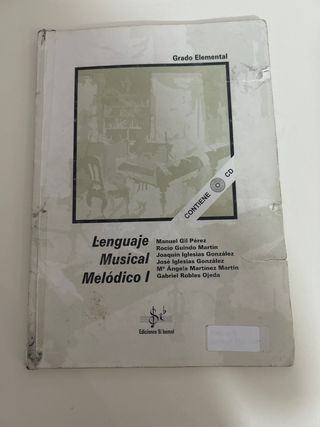 Grado Elemental
CONTIENE CD
Lenguaje
Musical
Melódico I
Manuel Gil Pérez
Rocío Guindo Martín
Joaquín Iglesias González
José Iglesias González
Mª Ángela Martínez Martín
Gabriel Robles Ojeda
Ediciones Si bemol